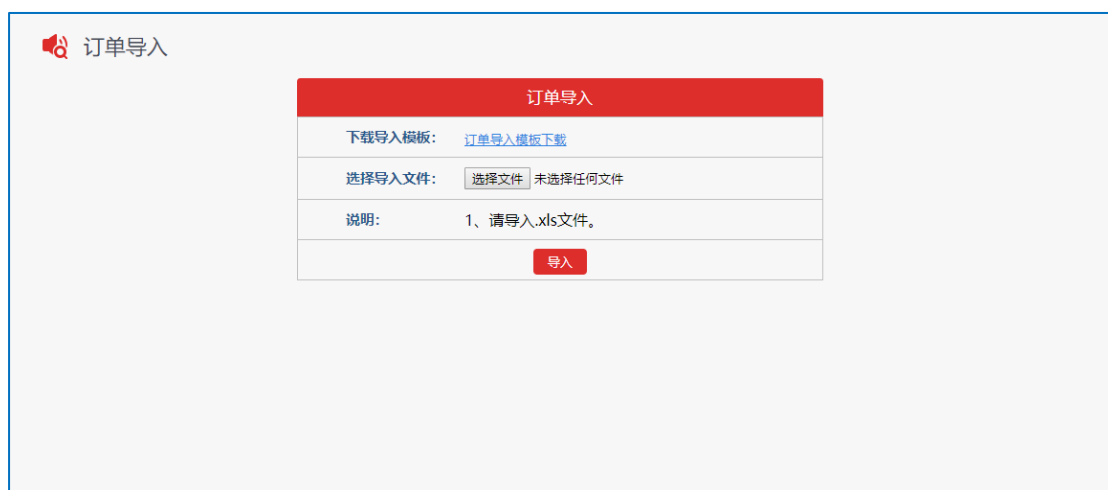 订单导入
订单导入
下载导入模板： 订单导入模板下载
选择导入文件： 选择文件 未选择任何文件
说明： 1、请导入.xls文件。
导入